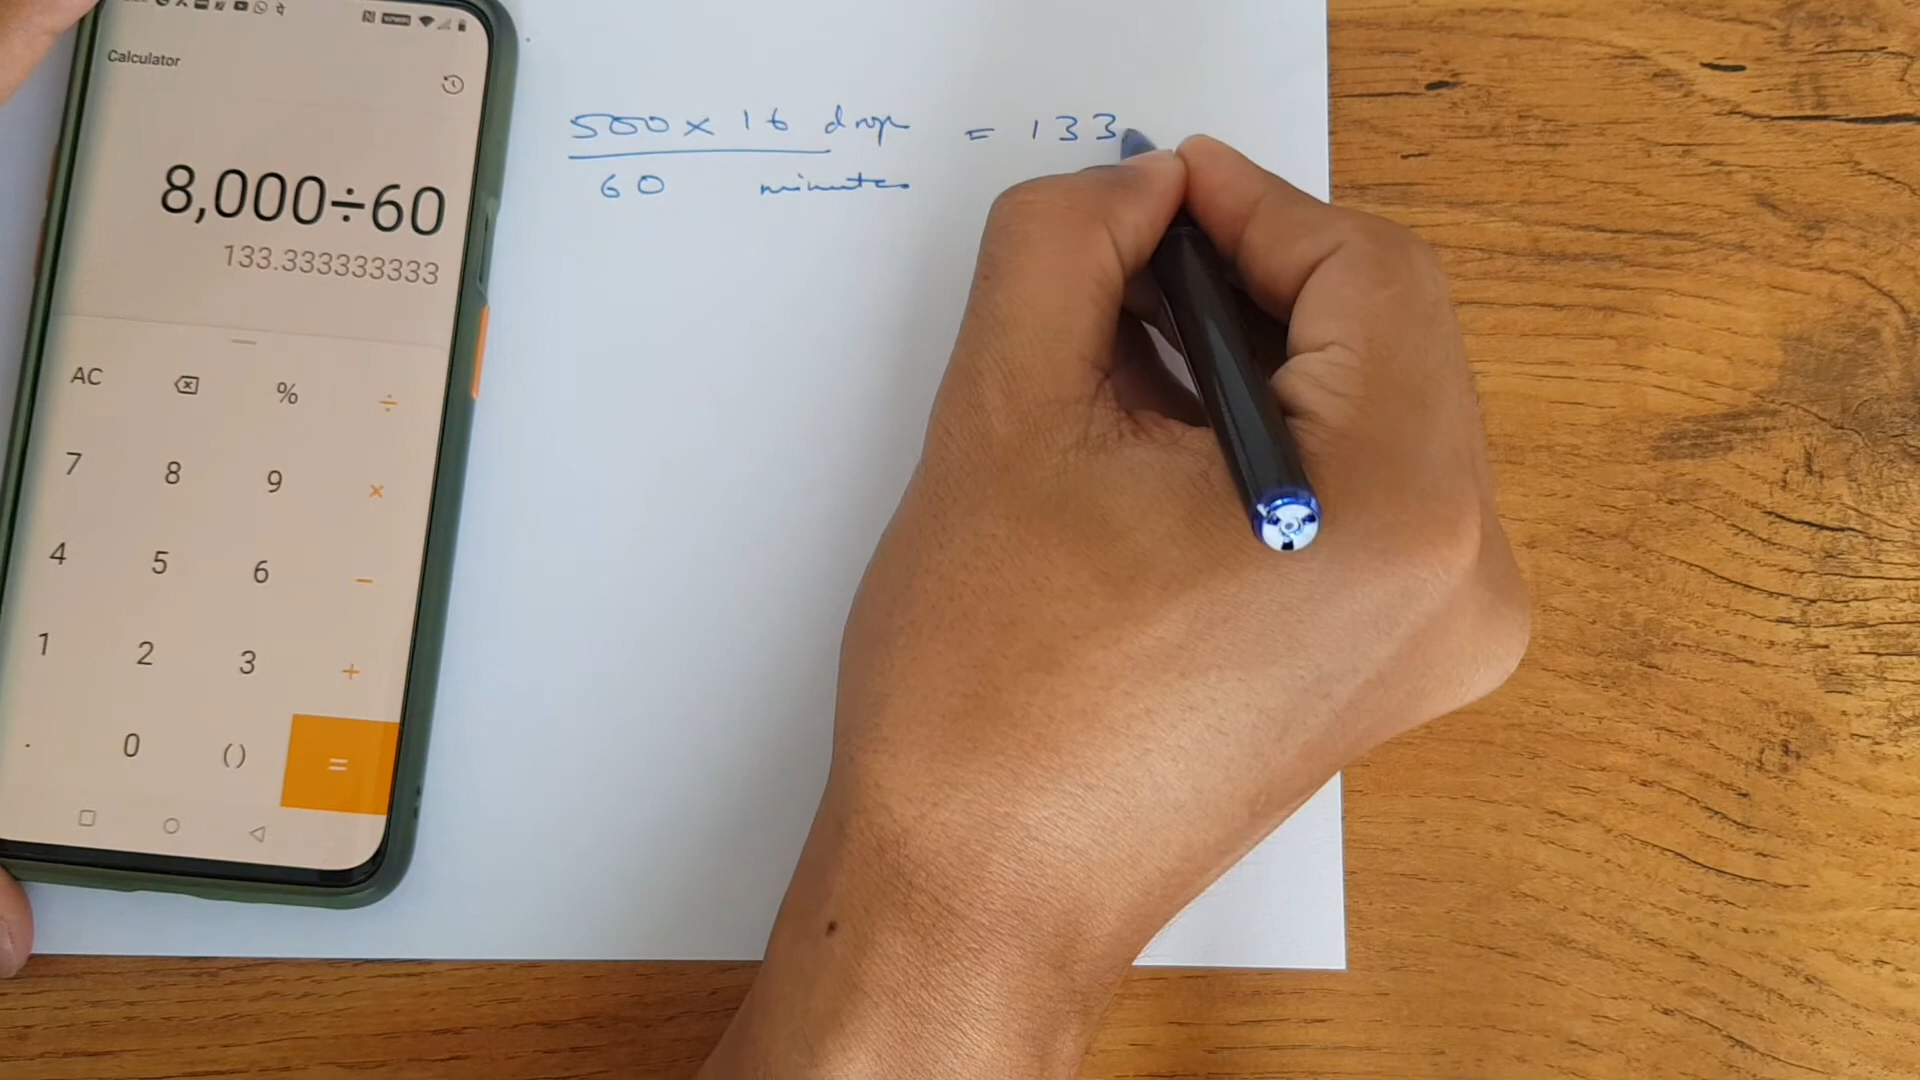 Calculator
8,000÷60
133.333333333
AC % ÷
7 8 9 ×
4 5 6 −
1 2 3 +
. 0 () =
500 × 16 drops = 133
60 minutes